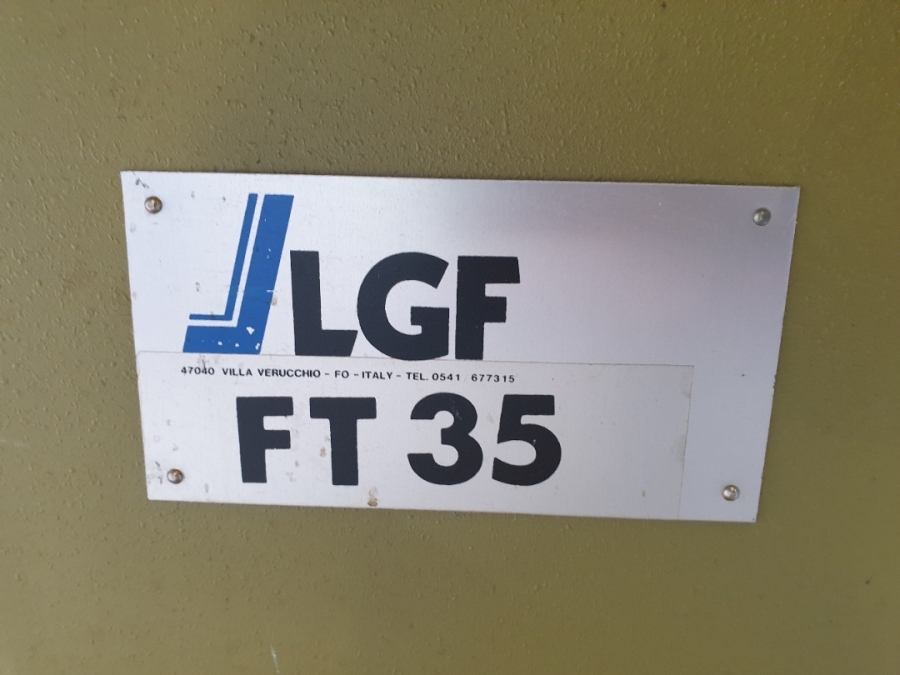 LGF
47040 VILLA VERUCCHIO - FO - ITALY - TEL. 0541 677315
FT 35